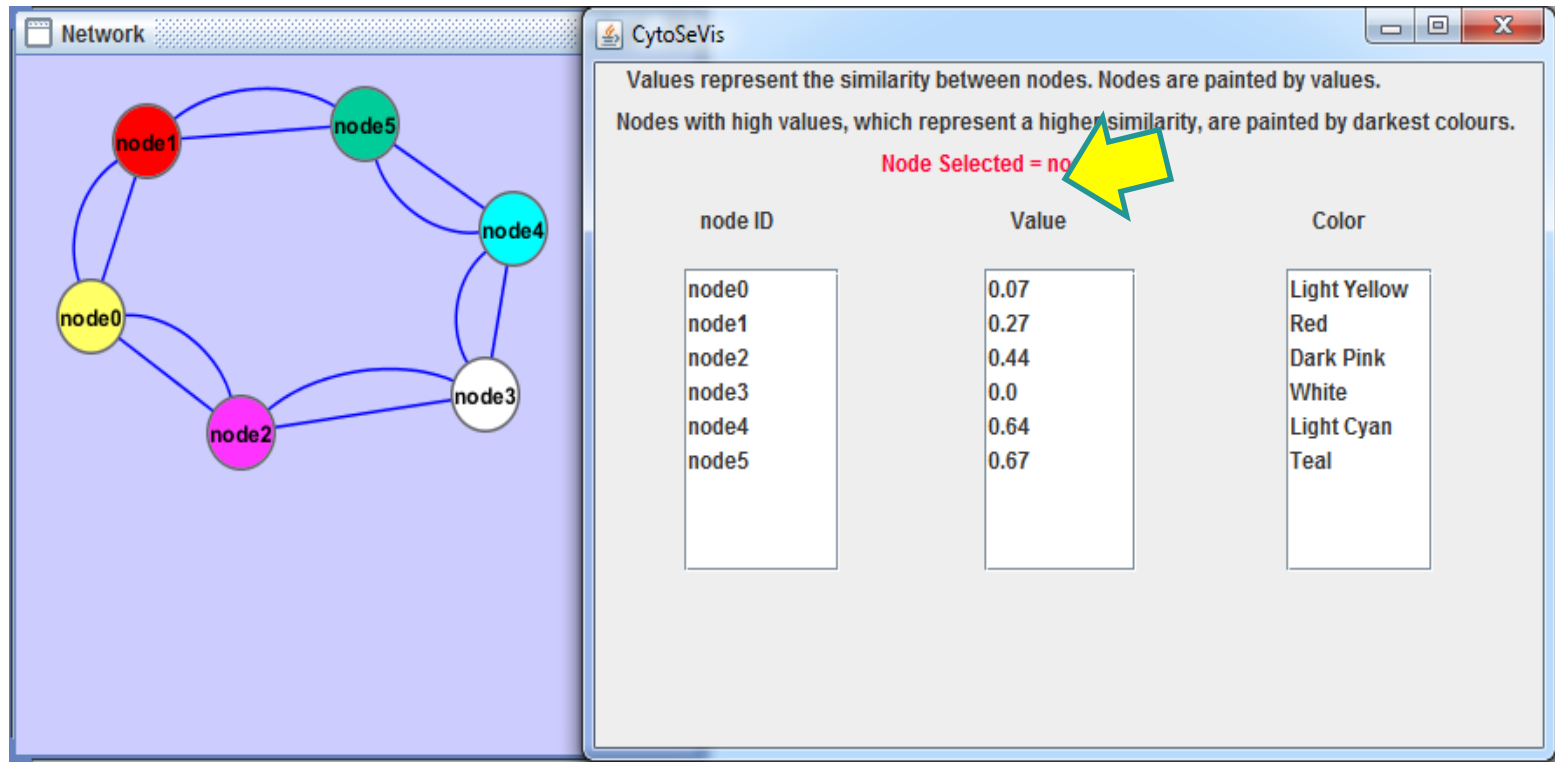 Network
node1
node5
node4
node0
node3
node2
CytoSeVis
Values represent the similarity between nodes. Nodes are painted by values.
Nodes with high values, which represent a higher similarity, are painted by darkest colours.
Node Selected =
node ID Value Color
node0 0.07 Light Yellow
node1 0.27 Red
node2 0.44 Dark Pink
node3 0.0 White
node4 0.64 Light Cyan
node5 0.67 Teal